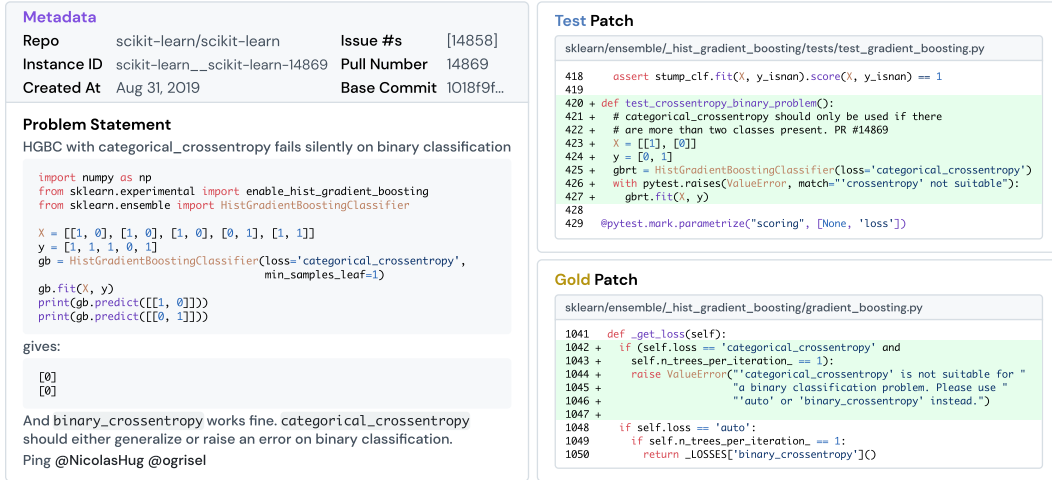 Metadata
Repo scikit-learn/scikit-learn Issue #s [14858]
Instance ID scikit-learn__scikit-learn-14869 Pull Number 14869
Created At Aug 31, 2019 Base Commit 1018f9f...
Problem Statement
HGBC with categorical_crossentropy fails silently on binary classification
import numpy as np
from sklearn.experimental import enable_hist_gradient_boosting
from sklearn.ensemble import HistGradientBoostingClassifier
X = [[1, 0], [1, 0], [1, 0], [0, 1], [1, 1]]
y = [1, 1, 1, 0, 1]
gb = HistGradientBoostingClassifier(loss='categorical_crossentropy',
min_samples_leaf=1)
gb.fit(X, y)
print(gb.predict([[1, 0]]))
print(gb.predict([[0, 1]]))
gives:
[0]
[0]
And binary_crossentropy works fine. categorical_crossentropy
should either generalize or raise an error on binary classification.
Ping @NicolasHug @ogrisel
Test Patch
sklearn/ensemble/_hist_gradient_boosting/tests/test_gradient_boosting.py
418 assert stump_clf.fit(X, y_isnan).score(X, y_isnan) == 1
419
420 + def test_crossentropy_binary_problem():
421 + # categorical_crossentropy should only be used if there
422 + # are more than two classes present. PR #14869
423 + X = [[1], [0]]
424 + y = [0, 1]
425 + gbrt = HistGradientBoostingClassifier(loss='categorical_crossentropy')
426 + with pytest.raises(ValueError, match="'crossentropy' not suitable"):
427 + gbrt.fit(X, y)
428
429 @pytest.mark.parametrize("scoring", [None, 'loss'])
Gold Patch
sklearn/ensemble/_hist_gradient_boosting/gradient_boosting.py
1041 def _get_loss(self):
1042 + if (self.loss == 'categorical_crossentropy' and
1043 + self.n_trees_per_iteration_ == 1):
1044 + raise ValueError("'categorical_crossentropy' is not suitable for "
1045 + "a binary classification problem. Please use "
1046 + "'auto' or 'binary_crossentropy' instead.")
1047 +
1048 if self.loss == 'auto':
1049 if self.n_trees_per_iteration_ == 1:
1050 return _LOSSES['binary_crossentropy']()